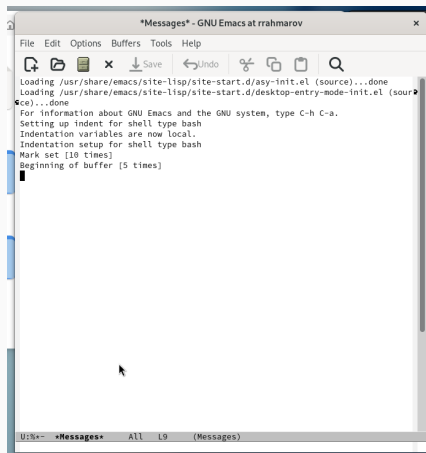 *Messages* - GNU Emacs at rrahmarov
File Edit Options Buffers Tools Help
Save Undo
Loading /usr/share/emacs/site-lisp/site-start.d/asy-init.el (source)...done
Loading /usr/share/emacs/site-lisp/site-start.d/desktop-entry-mode-init.el (sour
ce)...done
For information about GNU Emacs and the GNU system, type C-h C-a.
Setting up indent for shell type bash
Indentation variables are now local.
Indentation setup for shell type bash
Mark set [10 times]
Beginning of buffer [5 times]
U:%*- *Messages* All L9 (Messages)